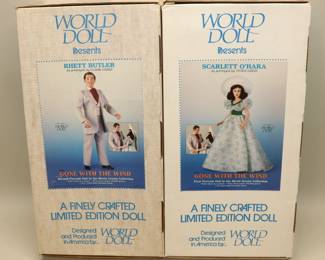 WORLD
DOLL
Presents
RHETT BUTLER
GONE WITH THE WIND
A FINELY CRAFTED
LIMITED EDITION DOLL
Designed
and Produced
in America by...
WORLD
DOLL
WORLD
DOLL
Presents
SCARLETT O'HARA
GONE WITH THE WIND
A FINELY CRAFTED
LIMITED EDITION DOLL
Designed
and Produced
in America by...
WORLD
DOLL